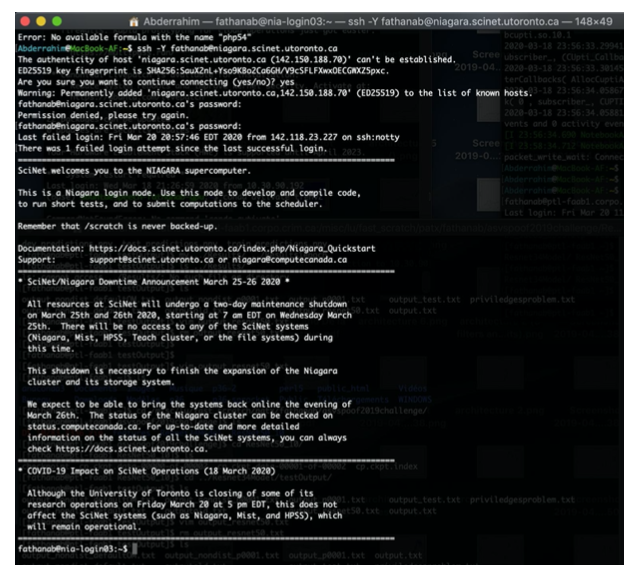 Abderrahim — fathanab@nia-login03:~ — ssh -Y fathanab@niagara.scinet.utoronto.ca — 148×49
Error: No available formula with the name "php54"
Abderrahim@MacBook-AF:~$ ssh -Y fathanab@niagara.scinet.utoronto.ca
The authenticity of host 'niagara.scinet.utoronto.ca (142.150.188.70)' can't be established.
ED25519 key fingerprint is
Are you sure you want to continue connecting (yes/no)? yes
Warning: Permanently added 'niagara.scinet.utoronto.ca,142.150.188.70' (ED25519) to the list of known hosts.
fathanab@niagara.scinet.utoronto.ca's password:
Permission denied, please try again.
fathanab@niagara.scinet.utoronto.ca's password:
Last failed login: Fri Mar 20 20:57:46 EDT 2020 from 142.118.23.227 on ssh:notty
There was 1 failed login attempt since the last successful login.
SciNet welcomes you to the NIAGARA supercomputer.
This is a Niagara login node. Use this node to develop and compile code,
to run short tests, and to submit computations to the scheduler.
Remember that /scratch is never backed-up.
Documentation: https://docs.scinet.utoronto.ca/index.php/Niagara_Quickstart
Support: support@scinet.utoronto.ca or niagara@computecanada.ca
* SciNet/Niagara Downtime Announcement March 25-26 2020 *
All resources at SciNet will undergo a two-day maintenance shutdown
on March 25th and 26th 2020, starting at 7 am EDT on Wednesday March
25th. There will be no access to any of the SciNet systems
(Niagara, Mist, HPSS, Teach cluster, or the file systems) during
this time.
This shutdown is necessary to finish the expansion of the Niagara
cluster and its storage system.
We expect to be able to bring the systems back online the evening of
March 26th. The status of the Niagara cluster can be checked on
status.computecanada.ca. For up-to-date and more detailed
information on the status of all the SciNet systems, you can always
check https://docs.scinet.utoronto.ca.
* COVID-19 Impact on SciNet Operations (18 March 2020)
Although the University of Toronto is closing of some of its
research operations on Friday March 20 at 5 pm EDT, this does not
affect the SciNet systems (such as Niagara, Mist, and HPSS), which
will remain operational.
fathanab@nia-login03:~$